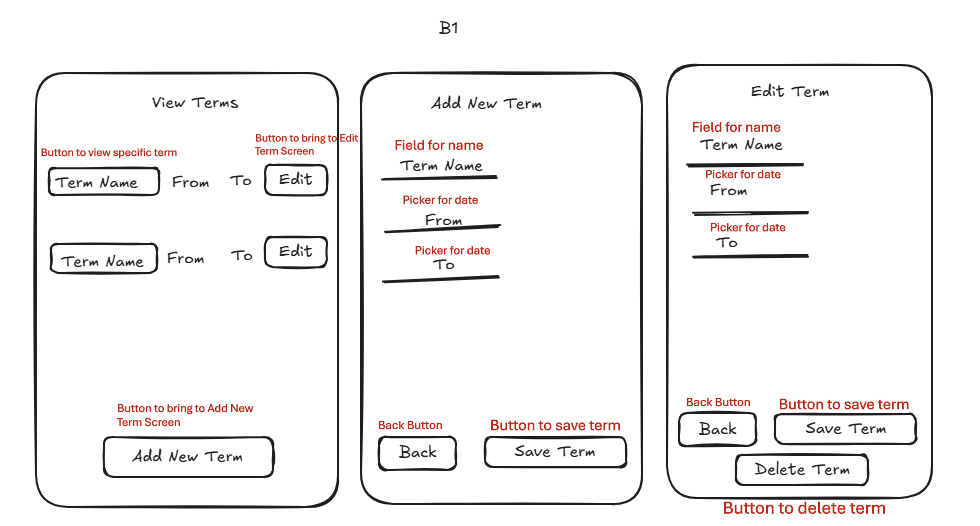 B1
View Terms
Button to view specific term
Button to bring to Edit
Term Screen
Term Name From To Edit
Term Name From To Edit
Button to bring to Add New
Term Screen
Add New Term
Add New Term
Field for name
Term Name
Picker for date
From
Picker for date
To
Back Button
Button to save term
Back
Save Term
Edit Term
Field for name
Term Name
Picker for date
From
Picker for date
To
Back Button
Button to save term
Back
Save Term
Delete Term
Button to delete term